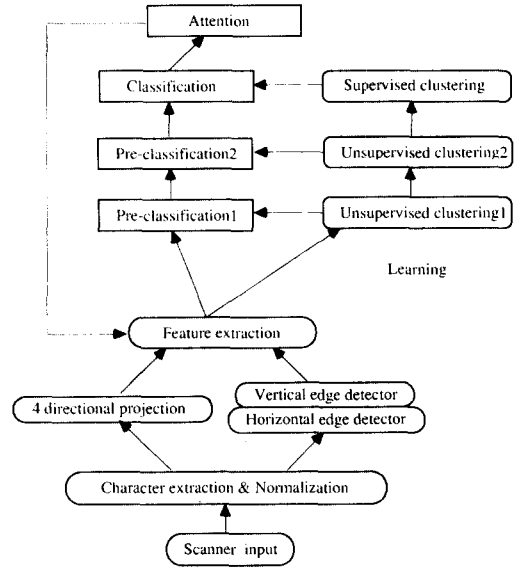 Attention
Classification
Supervised clustering
Pre-classification2
Unsupervised clustering2
Pre-classification1
Unsupervised clustering1
Learning
Feature extraction
Vertical edge detector
4 directional projection
Horizontal edge detector
Character extraction & Normalization
Scanner input